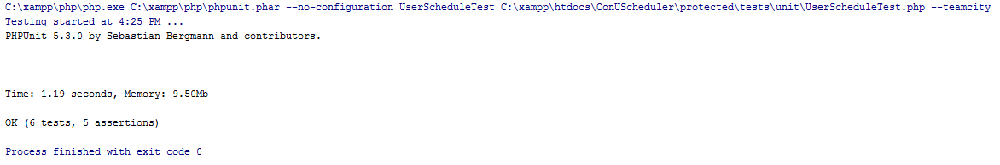 C:\xampp\php\php.exe C:\xampp\php\phpunit.phar --no-configuration UserScheduleTest C:\xampp\htdocs\ConUScheduler\protected\tests\unit\UserScheduleTest.php --teamcity
Testing started at 4:25 PM ...
PHPUnit 5.3.0 by Sebastian Bergmann and contributors.
Time: 1.19 seconds, Memory: 9.50Mb
OK (6 tests, 5 assertions)
Process finished with exit code 0